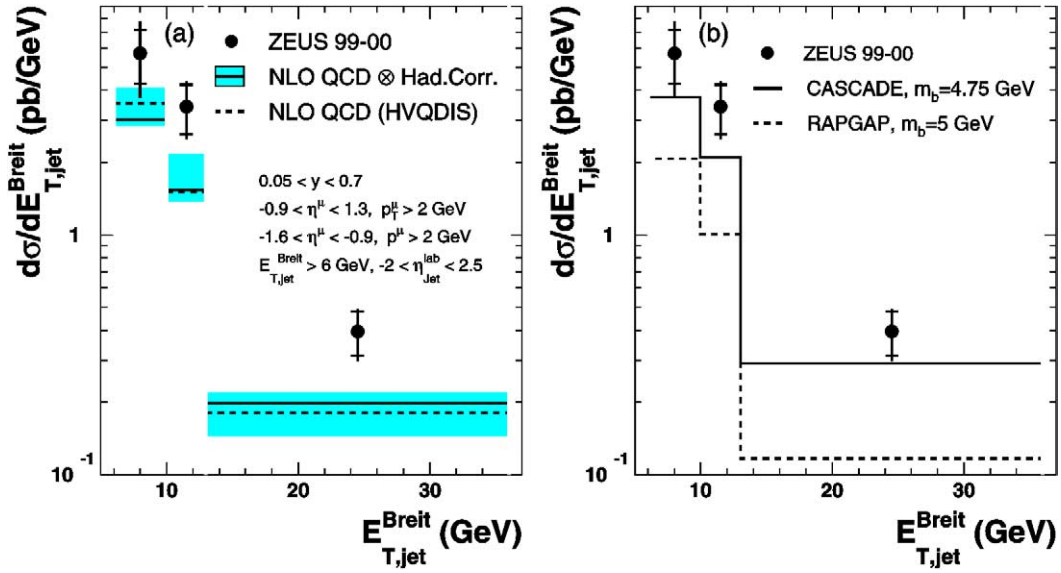 (a)
ZEUS 99-00
NLO QCD ⊗ Had.Corr.
NLO QCD (HVQDIS)
0.05 < y < 0.7
-0.9 < η^μ < 1.3, p_T^μ > 2 GeV
-1.6 < η^μ < -0.9, p^μ > 2 GeV
E_T,jet^Breit > 6 GeV, -2 < η_Jet^lab < 2.5
dσ/dE_T,jet^Breit (pb/GeV)
1
10^-1
10 20 30
E_T,jet^Breit (GeV)
(b)
ZEUS 99-00
CASCADE, m_b=4.75 GeV
RAPGAP, m_b=5 GeV
dσ/dE_T,jet^Breit (pb/GeV)
1
10^-1
10 20 30
E_T,jet^Breit (GeV)